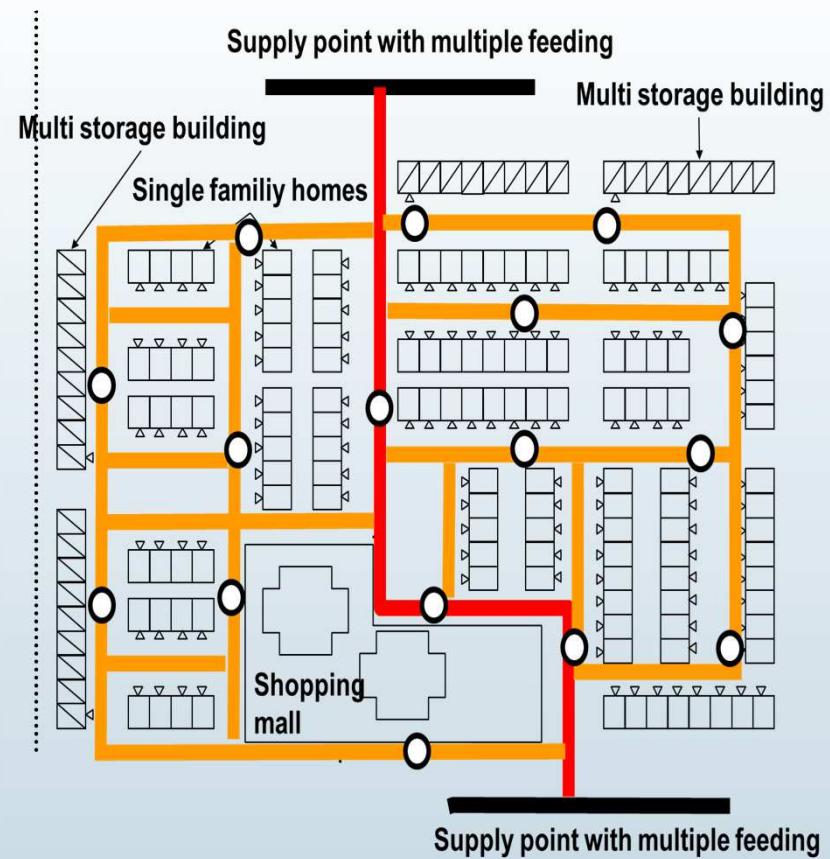 Supply point with multiple feeding
Multi storage building
Multi storage building
Single familiy homes
Shopping
mall
Supply point with multiple feeding